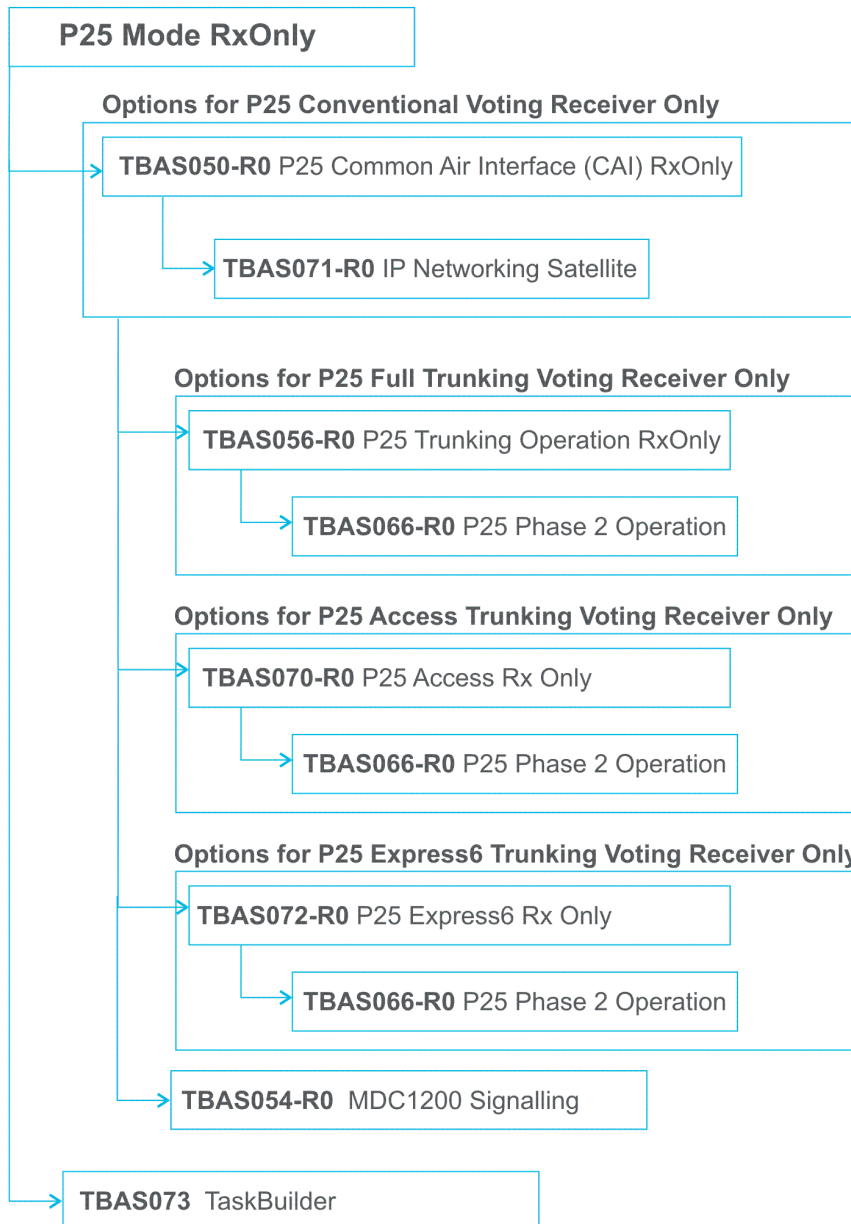 P25 Mode RxOnly
Options for P25 Conventional Voting Receiver Only
TBAS050-R0 P25 Common Air Interface (CAI) RxOnly
TBAS071-R0 IP Networking Satellite
Options for P25 Full Trunking Voting Receiver Only
TBAS056-R0 P25 Trunking Operation RxOnly
TBAS066-R0 P25 Phase 2 Operation
Options for P25 Access Trunking Voting Receiver Only
TBAS070-R0 P25 Access Rx Only
TBAS066-R0 P25 Phase 2 Operation
Options for P25 Express6 Trunking Voting Receiver Only
TBAS072-R0 P25 Express6 Rx Only
TBAS066-R0 P25 Phase 2 Operation
TBAS054-R0 MDC1200 Signalling
TBAS073 TaskBuilder